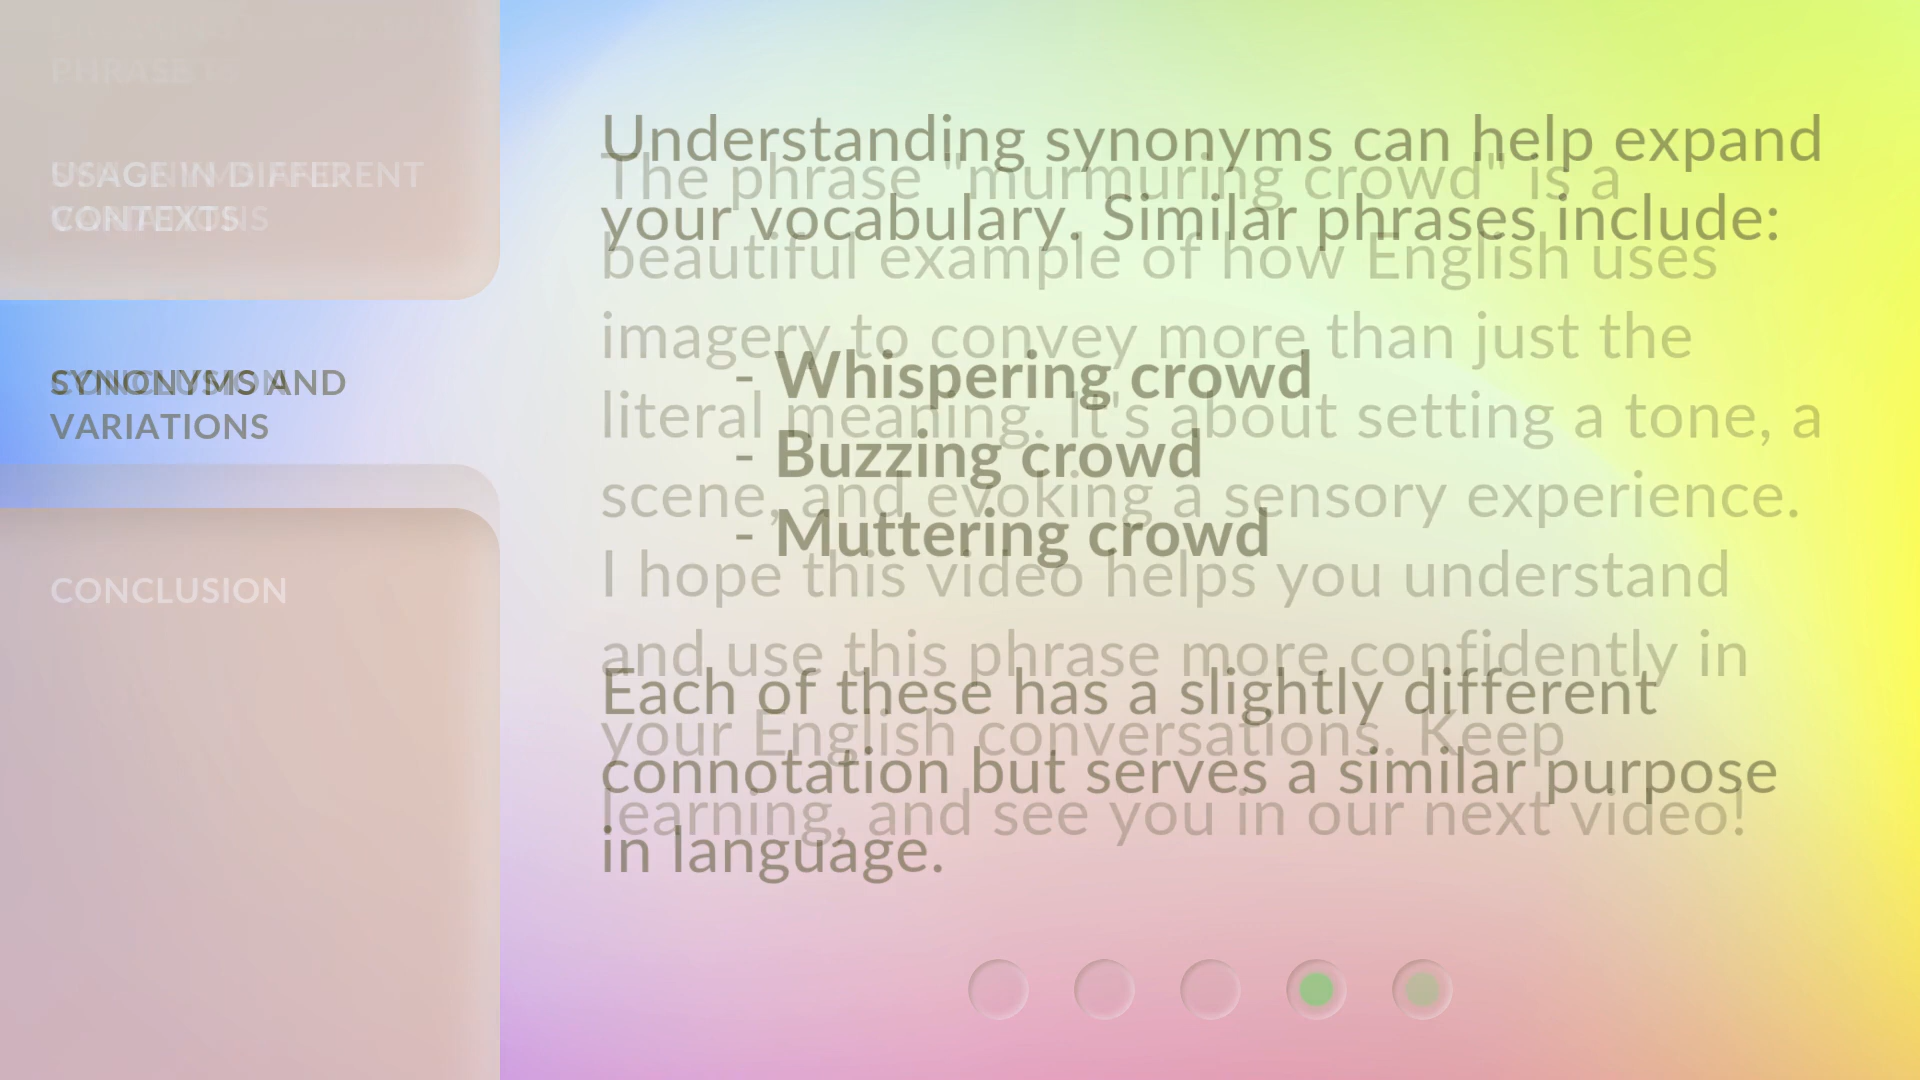 PHRASE
USAGE IN DIFFERENT
CONTEXTS
SYNONYMS AND
VARIATIONS
CONCLUSION
Understanding synonyms can help expand
your vocabulary. Similar phrases include:
- Whispering crowd
- Buzzing crowd
- Muttering crowd
Each of these has a slightly different
connotation but serves a similar purpose
in language.
The phrase "murmuring crowd" is a
beautiful example of how English uses
imagery to convey more than just the
literal meaning. It's about setting a tone, a
scene, and evoking a sensory experience.
I hope this video helps you understand
and use this phrase more confidently in
your English conversations. Keep
learning, and see you in our next video!